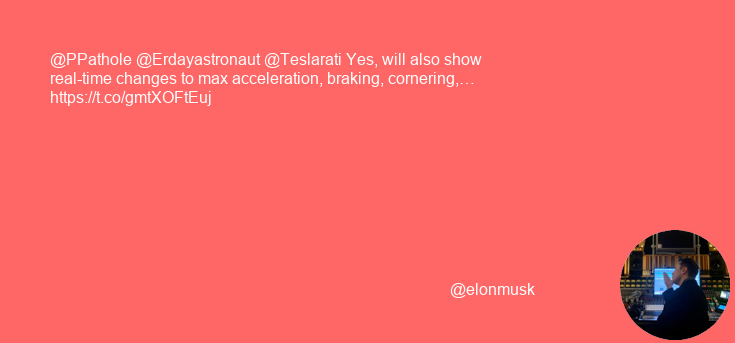 @PPathole @Erdayastronaut @Teslarati Yes, will also show
real-time changes to max acceleration, braking, cornering,…
https://t.co/gmtXOFtEuj
@elonmusk